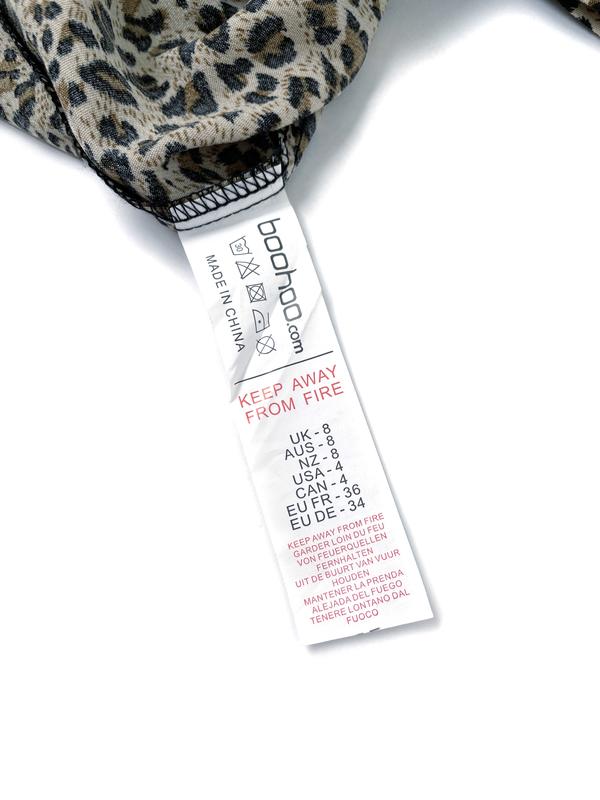 boohoo.com
30
MADE IN CHINA
KEEP AWAY
FROM FIRE
UK - 8
AUS - 8
NZ - 8
USA - 4
CAN - 4
EU FR - 36
EU DE - 34
KEEP AWAY FROM FIRE
GARDER LOIN DU FEU
VON FEUERQUELLEN
FERNHALTEN
UIT DE BUURT VAN VUUR
HOUDEN
MANTENER LA PRENDA
ALEJADA DEL FUEGO
TENERE LONTANO DAL
FUOCO